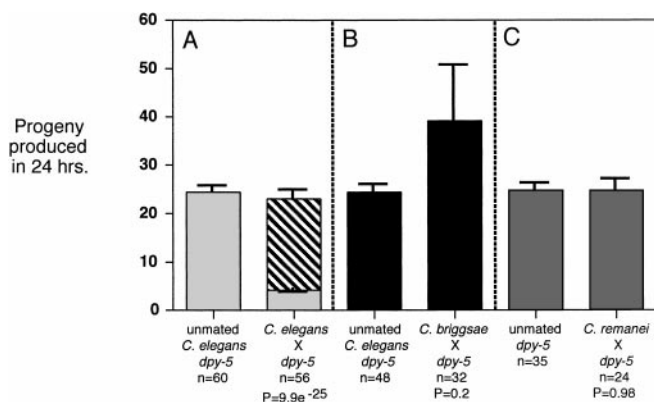 A
B
C
Progeny
produced
in 24 hrs.
60
50
40
30
20
10
0
unmated
C. elegans
dpy-5
n=60
C. elegans
X
dpy-5
n=56
P=9.9e -25
unmated
C. elegans
dpy-5
n=48
C. briggsae
X
dpy-5
n=32
P=0.2
unmated
dpy-5
n=35
C. remanei
X
dpy-5
n=24
P=0.98